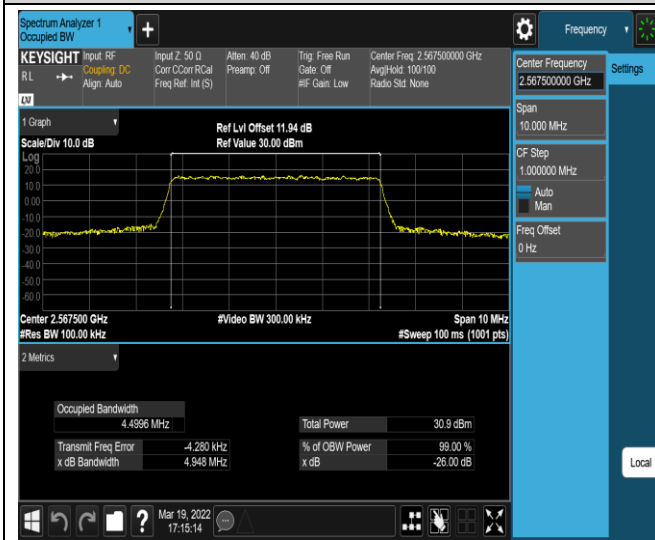 Spectrum Analyzer 1
Occupied BW
+
Frequency
KEYSIGHT
RL
LXI
Input: RF
Coupling: DC
Align: Auto
Input Z: 50 Ω
Corr CCorr RCal
Freq Ref: Int (S)
Atten: 40 dB
Preamp: Off
Trig: Free Run
Gate: Off
#IF Gain: Low
Center Freq: 2.567500000 GHz
Avg|Hold: 100/100
Radio Std: None
Center Frequency
2.567500000 GHz
Settings
Span
10.000 MHz
CF Step
1.000000 MHz
Auto
Man
Freq Offset
0 Hz
1 Graph
Scale/Div 10.0 dB
Ref Lvl Offset 11.94 dB
Ref Value 30.00 dBm
Log
20.0
10.0
0.00
-10.0
-20.0
-30.0
-40.0
-50.0
-60.0
Center 2.567500 GHz
#Video BW 300.00 kHz
Span 10 MHz
#Res BW 100.00 kHz
#Sweep 100 ms (1001 pts)
2 Metrics
Occupied Bandwidth
4.4996 MHz
Total Power 30.9 dBm
Transmit Freq Error -4.280 kHz
% of OBW Power 99.00 %
x dB Bandwidth 4.948 MHz
x dB -26.00 dB
Local
?
Mar 19, 2022
17:15:14